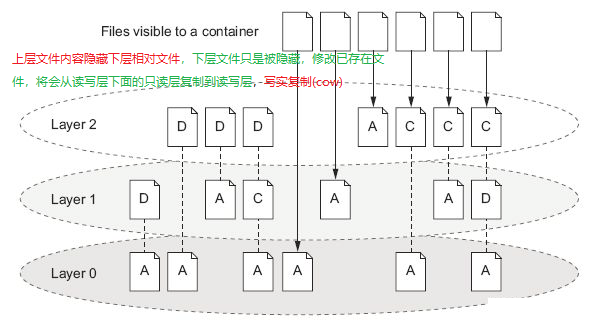 Files visible to a container
上层文件内容隐藏下层相对文件，下层文件只是被隐藏，修改已存在文
件，将会从读写层下面的只读层复制到读写层，写实复制(cow)
Layer 2
D D D A C C C
Layer 1
D A C A A D
Layer 0
A A A A A A